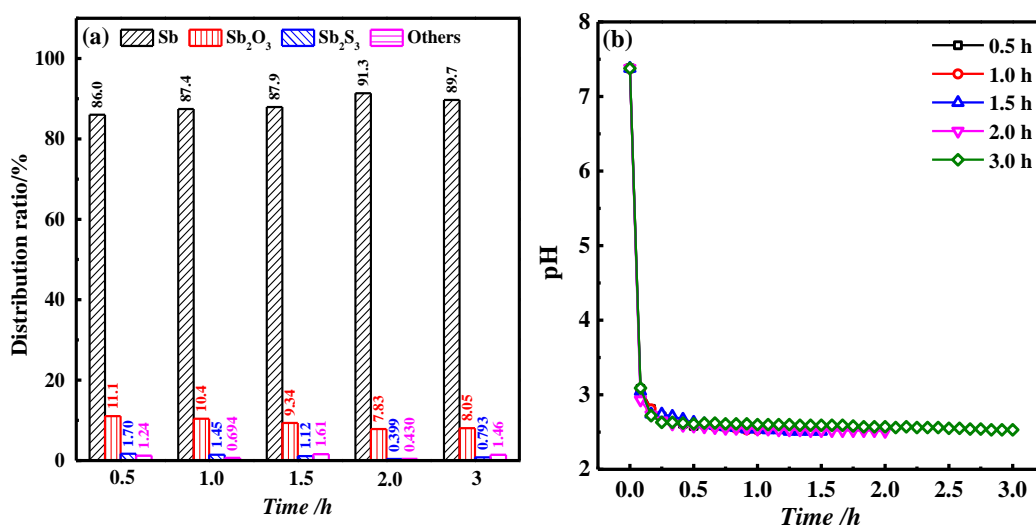 (a) Sb Sb₂O₃ Sb₂S₃ Others
Distribution ratio/%
100
80
60
40
20
0
86.0
11.1
1.70
1.24
87.4
10.4
1.45
0.694
87.9
9.34
1.12
1.61
91.3
7.83
0.399
0.430
89.7
8.05
0.793
1.46
0.5 1.0 1.5 2.0 3
Time /h
(b)
0.5 h
1.0 h
1.5 h
2.0 h
3.0 h
pH
8
7
6
5
4
3
2
0.0 0.5 1.0 1.5 2.0 2.5 3.0
Time /h